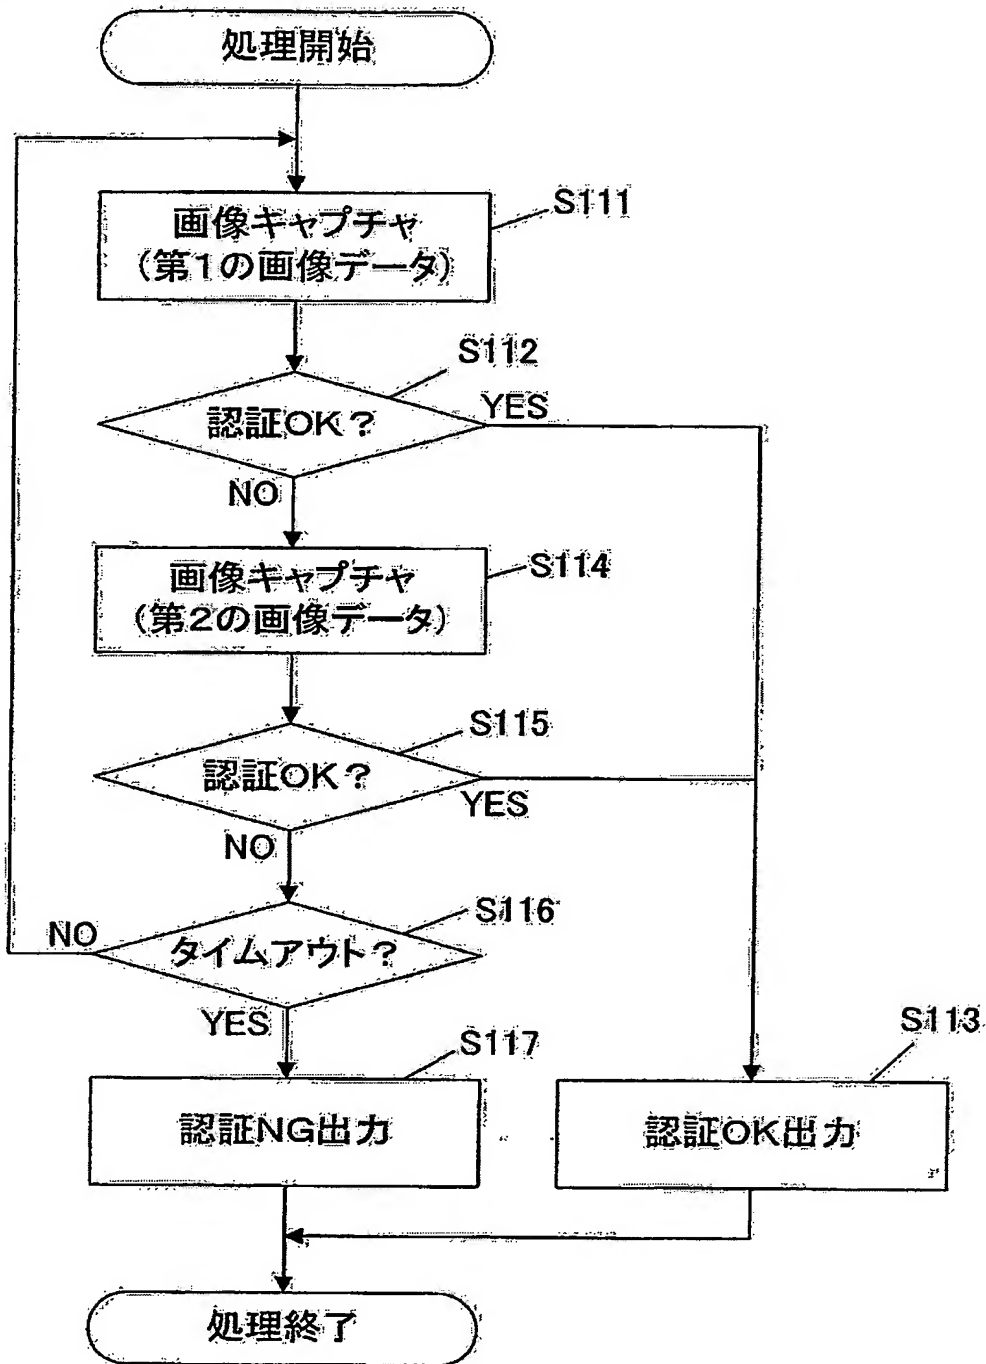 処理開始
画像キャプチャ
(第1の画像データ)
S111
S112
認証OK?
YES
NO
画像キャプチャ
(第2の画像データ)
S114
S115
認証OK?
YES
NO
S116
タイムアウト?
NO
YES
S117
認証NG出力
S113
認証OK出力
処理終了